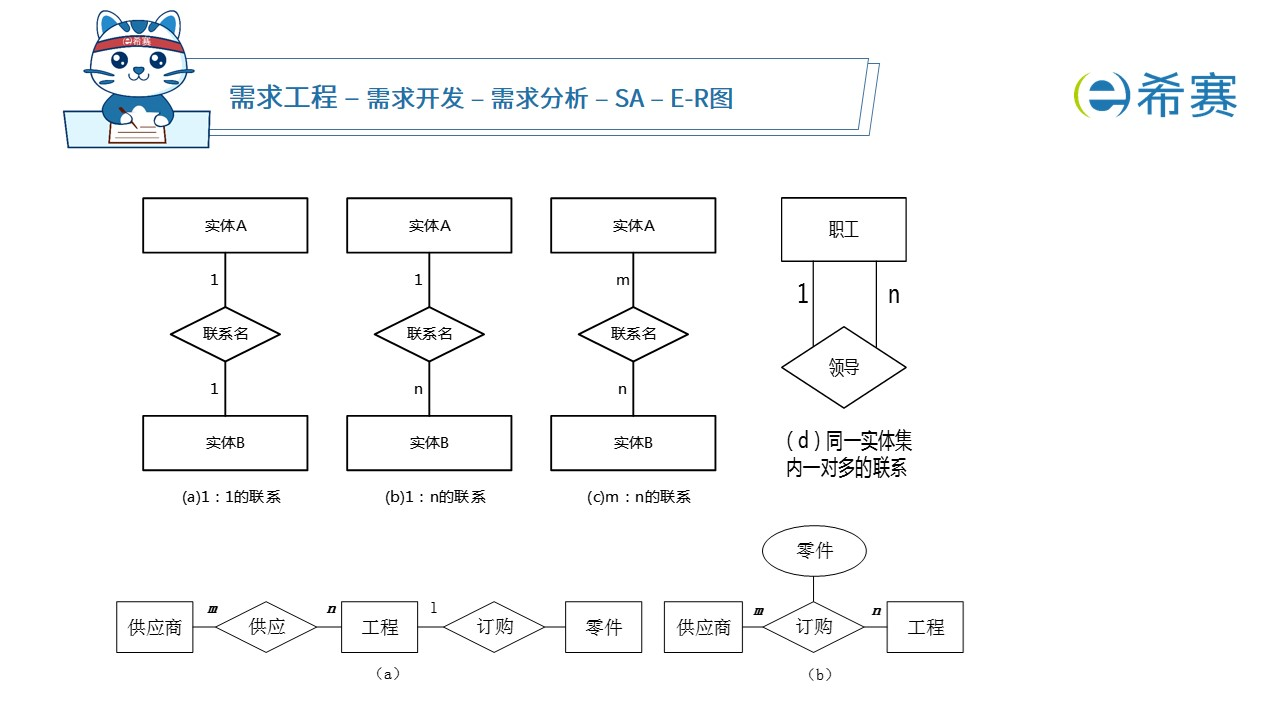 希赛
需求工程 – 需求开发 – 需求分析 – SA – E-R图
希赛
实体A
1
联系名
1
实体B
(a)1：1的联系
实体A
1
联系名
n
实体B
(b)1：n的联系
实体A
m
联系名
n
实体B
(c)m：n的联系
职工
1
n
领导
（d）同一实体集
内一对多的联系
供应商
m
供应
n
工程
1
订购
零件
（a）
零件
供应商
m
订购
n
工程
（b）